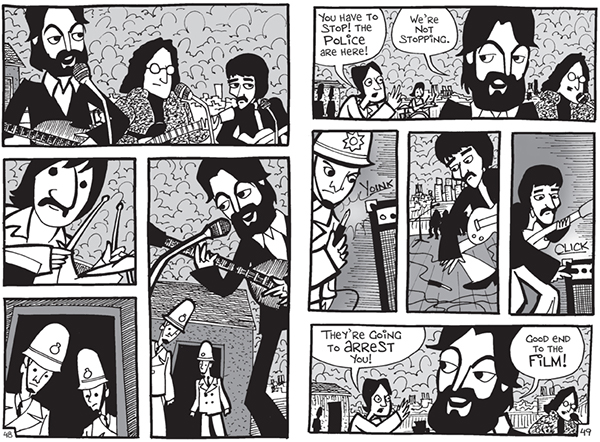 48
YOU HAVE TO
STOP! THE
POLICE
ARE HERE!
WE'RE
NOT
STOPPING.
YOINK
CLICK
THEY'RE GOING
TO ARREST
YOU!
GOOD END
TO THE
FILM!
49